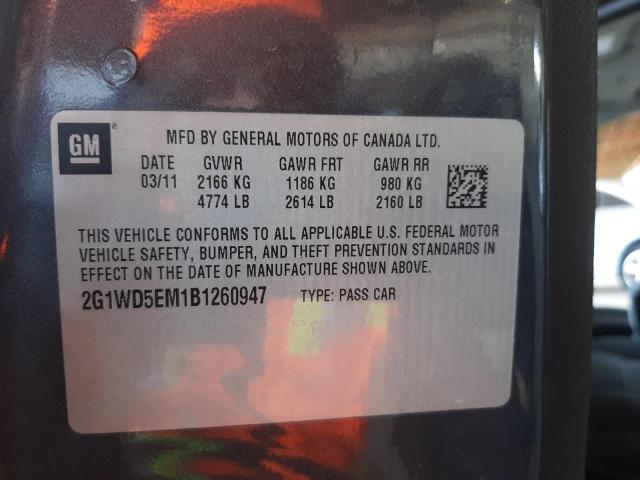 GM ®
MFD BY GENERAL MOTORS OF CANADA LTD.
DATE GVWR GAWR FRT GAWR RR
03/11 2166 KG 1186 KG 980 KG
4774 LB 2614 LB 2160 LB
THIS VEHICLE CONFORMS TO ALL APPLICABLE U.S. FEDERAL MOTOR
VEHICLE SAFETY, BUMPER, AND THEFT PREVENTION STANDARDS IN
EFFECT ON THE DATE OF MANUFACTURE SHOWN ABOVE.
2G1WD5EM1B1260947 TYPE: PASS CAR